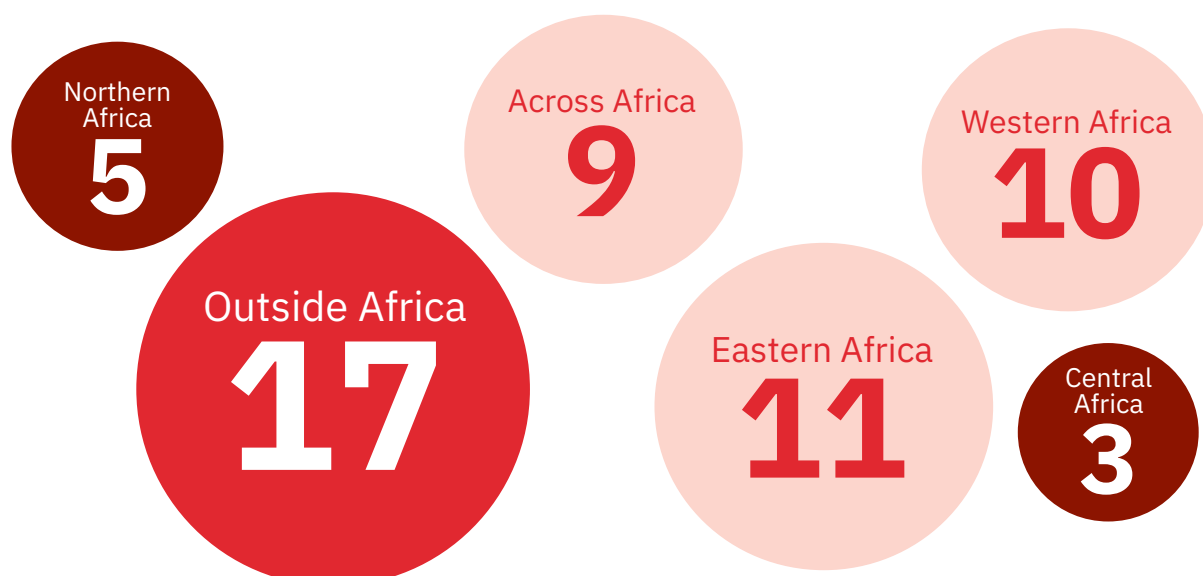 Northern
Africa
5
Across Africa
9
Western Africa
10
Outside Africa
17
Eastern Africa
11
Central
Africa
3